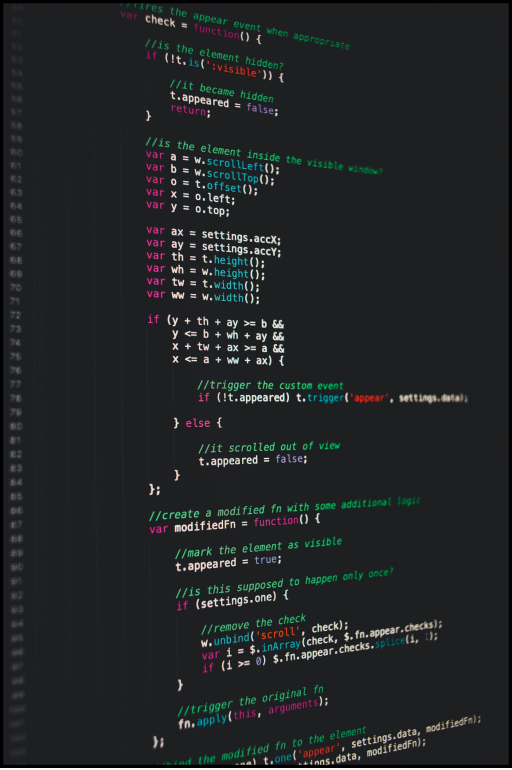 //fires the appear event when appropriate
var check = function() {
//is the element hidden?
if (!t.is(':visible')) {
//it became hidden
t.appeared = false;
return;
}
//is the element inside the visible window?
var a = w.scrollLeft();
var b = w.scrollTop();
var o = t.offset();
var x = o.left;
var y = o.top;
var ax = settings.accX;
var ay = settings.accY;
var th = t.height();
var wh = w.height();
var tw = t.width();
var ww = w.width();
if (y + th + ay >= b &&
y <= b + wh + ay &&
x + tw + ax >= a &&
x <= a + ww + ax) {
//trigger the custom event
if (!t.appeared) t.trigger('appear', settings.data);
} else {
//it scrolled out of view
t.appeared = false;
}
};
//create a modified fn with some additional logic
var modifiedFn = function() {
//mark the element as visible
t.appeared = true;
//is this supposed to happen only once?
if (settings.one) {
//remove the check
w.unbind('scroll', check);
var i = $.inArray(check, $.fn.appear.checks);
if (i >= 0) $.fn.appear.checks.splice(i, 1);
}
//trigger the original fn
fn.apply(this, arguments);
};
//bind the modified fn to the element
t.one('appear', settings.data, modifiedFn);
settings.data, modifiedFn);